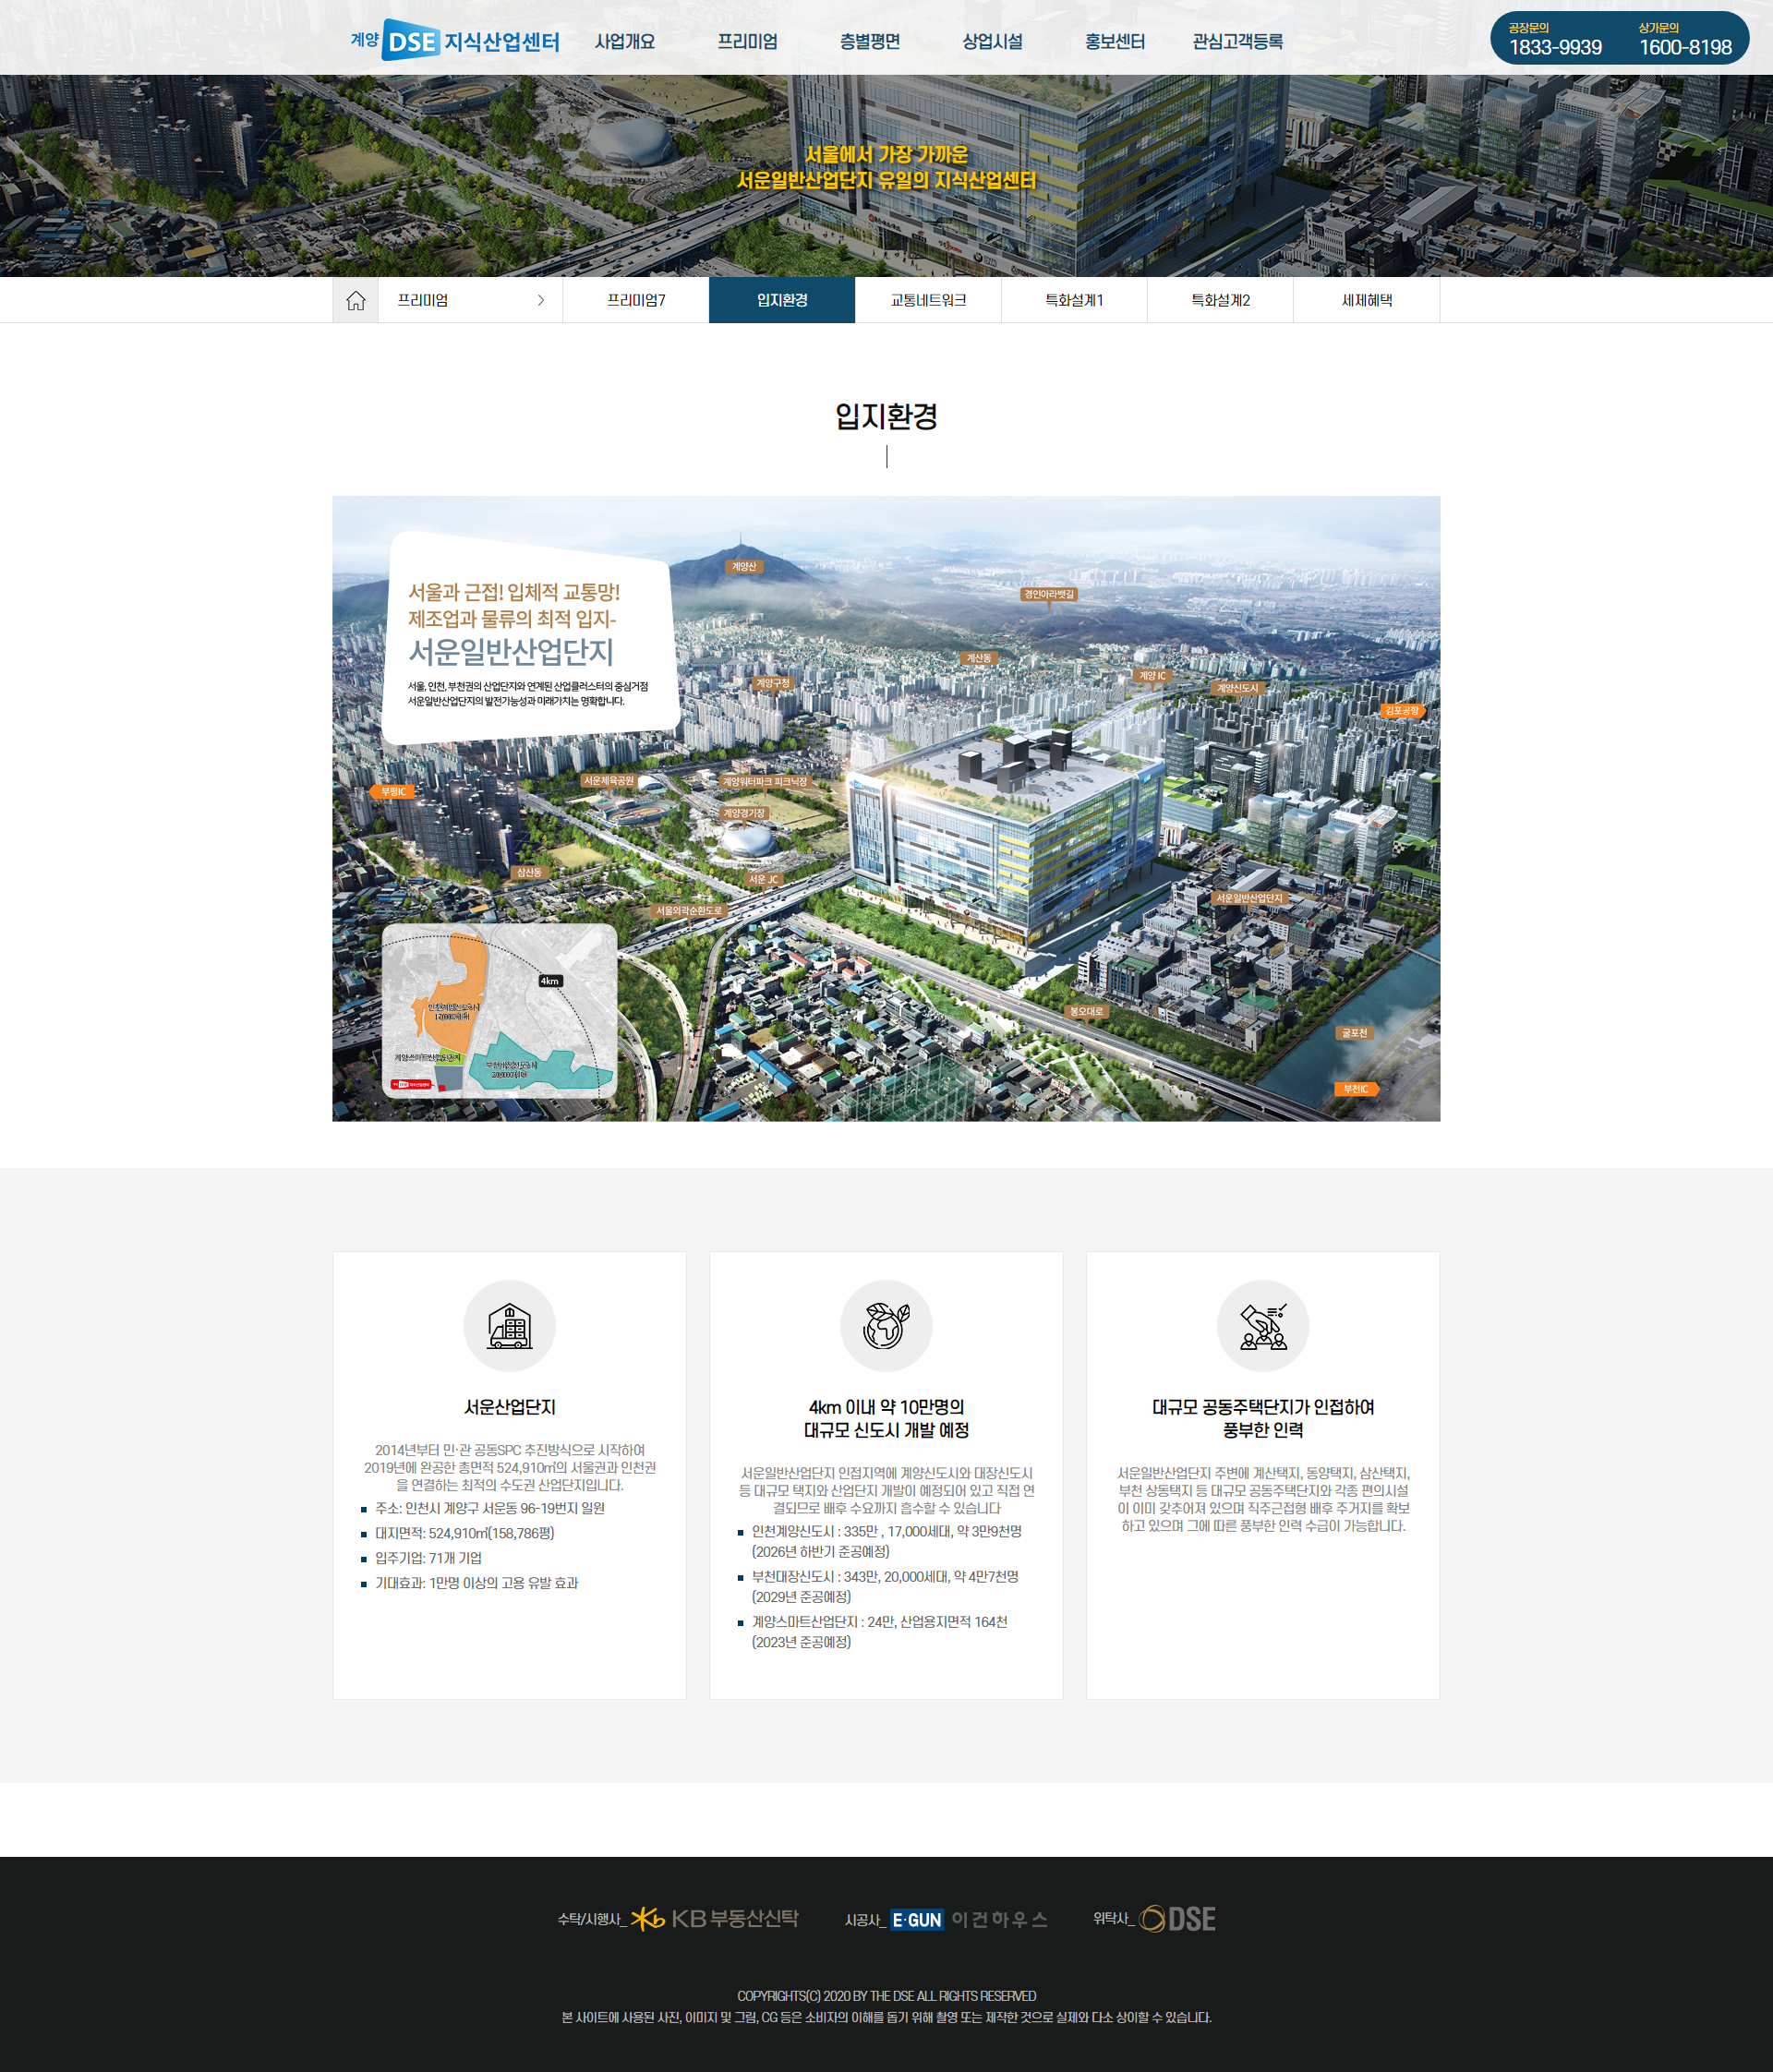 계양 DSE 지식산업센터
사업개요
프리미엄
층별평면
상업시설
홍보센터
관심고객등록
공장문의
1833-9939
상가문의
1600-8198
서울에서 가장 가까운
서운일반산업단지 유일의 지식산업센터
프리미엄
프리미엄7
입지환경
교통네트워크
특화설계1
특화설계2
세제혜택
입지환경
서울과 근접! 입체적 교통망!
제조업과 물류의 최적 입지-
서운일반산업단지
서울, 인천, 부천권의 산업단지와 연계된 산업클러스터의 중심거점
서운일반산업단지의 발전가능성과 미래가치는 명확합니다.
계양산
경인아라뱃길
계산동
계양구청
계양 IC
계양신도시
김포공항
서운체육공원
계양워터파크 피크닉장
부평IC
계양경기장
삼산동
서운 JC
서운일반산업단지
서울외곽순환도로
4km
계양스마트산업단지
봉오대로
굴포천
부천IC
서운산업단지
2014년부터 민·관 공동SPC 추진방식으로 시작하여
2019년에 완공한 총면적 524,910㎡의 서울권과 인천권
을 연결하는 최적의 수도권 산업단지입니다.
주소: 인천시 계양구 서운동 96-19번지 일원
대지면적: 524,910㎡(158,786평)
입주기업: 71개 기업
기대효과: 1만명 이상의 고용 유발 효과
4km 이내 약 10만명의
대규모 신도시 개발 예정
서운일반산업단지 인접지역에 계양신도시와 대장신도시
등 대규모 택지와 산업단지 개발이 예정되어 있고 직접 연
결되므로 배후 수요까지 흡수할 수 있습니다
인천계양신도시 : 335만 , 17,000세대, 약 3만9천명
(2026년 하반기 준공예정)
부천대장신도시 : 343만, 20,000세대, 약 4만7천명
(2029년 준공예정)
계양스마트산업단지 : 24만, 산업용지면적 164천
(2023년 준공예정)
대규모 공동주택단지가 인접하여
풍부한 인력
서운일반산업단지 주변에 계산택지, 동양택지, 삼산택지,
부천 상동택지 등 대규모 공동주택단지와 각종 편의시설
이 이미 갖추어져 있으며 직주근접형 배후 주거지를 확보
하고 있으며 그에 따른 풍부한 인력 수급이 가능합니다.
수탁/시행사_ KB 부동산신탁
시공사_ E·GUN 이건하우스
위탁사_ DSE
COPYRIGHTS(C) 2020 BY THE DSE ALL RIGHTS RESERVED
본 사이트에 사용된 사진, 이미지 및 그림, CG 등은 소비자의 이해를 돕기 위해 촬영 또는 제작한 것으로 실제와 다소 상이할 수 있습니다.